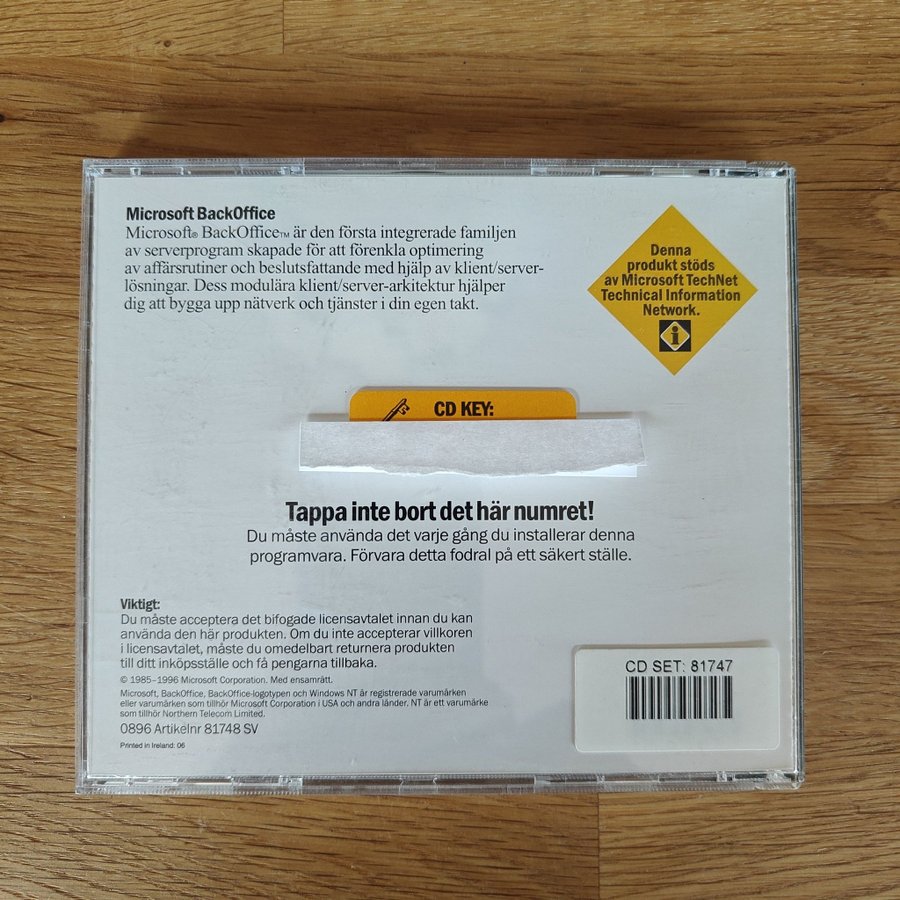 Microsoft BackOffice
Microsoft® BackOffice™ är den första integrerade familjen
av serverprogram skapade för att förenkla optimering
av affärsrutiner och beslutsfattande med hjälp av klient/server-
lösningar. Dess modulära klient/server-arkitektur hjälper
dig att bygga upp nätverk och tjänster i din egen takt.
Denna
produkt stöds
av Microsoft TechNet
Technical Information
Network.
i
CD KEY:
Tappa inte bort det här numret!
Du måste använda det varje gång du installerar denna
programvara. Förvara detta fodral på ett säkert ställe.
Viktigt:
Du måste acceptera det bifogade licensavtalet innan du kan
använda den här produkten. Om du inte accepterar villkoren
i licensavtalet, måste du omedelbart returnera produkten
till ditt inköpsställe och få pengarna tillbaka.
© 1985–1996 Microsoft Corporation. Med ensamrätt.
Microsoft, BackOffice, BackOffice-logotypen och Windows NT är registrerade varumärken
eller varumärken som tillhör Microsoft Corporation i USA och andra länder. NT är ett varumärke
som tillhör Northern Telecom Limited.
0896 Artikelnr 81748 SV
Printed in Ireland: 06
CD SET: 81747